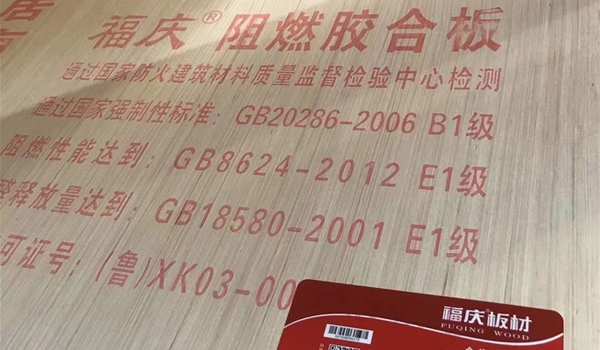 居
福庆® 阻燃胶合板
通过国家防火建筑材料质量监督检验中心检测
通过国家强制性标准：GB20286-2006 B1级
阻燃性能达到：GB8624-2012 E1级
释放量达到：GB18580-2001 E1级
可证号：(鲁)XK03-00
福庆板材
FUQING WOOD